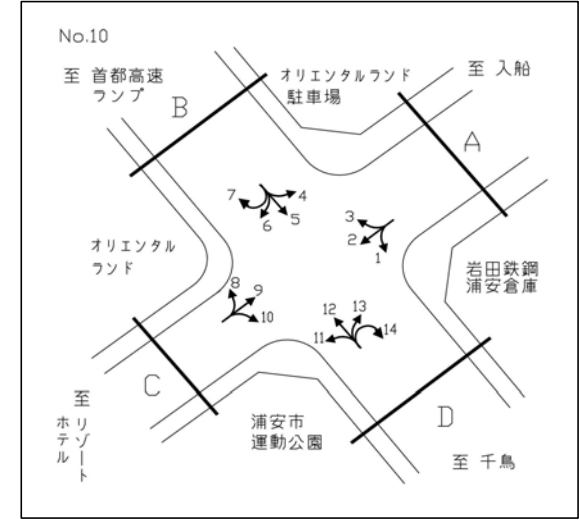 No.10
至 首都高速
ランプ
B
オリエンタルランド
駐車場
至 入船
A
7
4
6
5
3
2
1
オリエンタル
ランド
岩田鉄鋼
浦安倉庫
8
9
10
12
13
11
14
C
D
至
リゾート
ホテル
浦安市
運動公園
至 千鳥